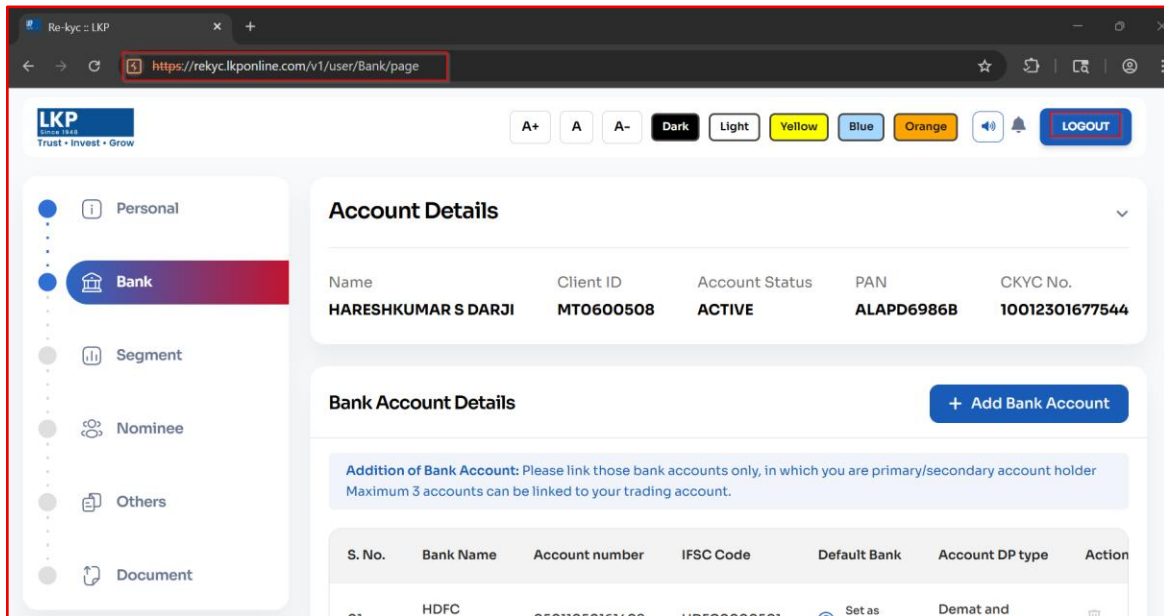 Re-kyc :: LKP
https://rekyc.lkponline.com/v1/user/Bank/page
LKP
Since 1948
Trust • Invest • Grow
A+ A A- Dark Light Yellow Blue Orange LOGOUT
Personal
Bank
Segment
Nominee
Others
Document
Account Details
Name Client ID Account Status PAN CKYC No.
HARESHKUMAR S DARJI MT0600508 ACTIVE ALAPD6986B 10012301677544
Bank Account Details + Add Bank Account
Addition of Bank Account: Please link those bank accounts only, in which you are primary/secondary account holder
Maximum 3 accounts can be linked to your trading account.
S. No. Bank Name Account number IFSC Code Default Bank Account DP type Action
HDFC Set as Demat and